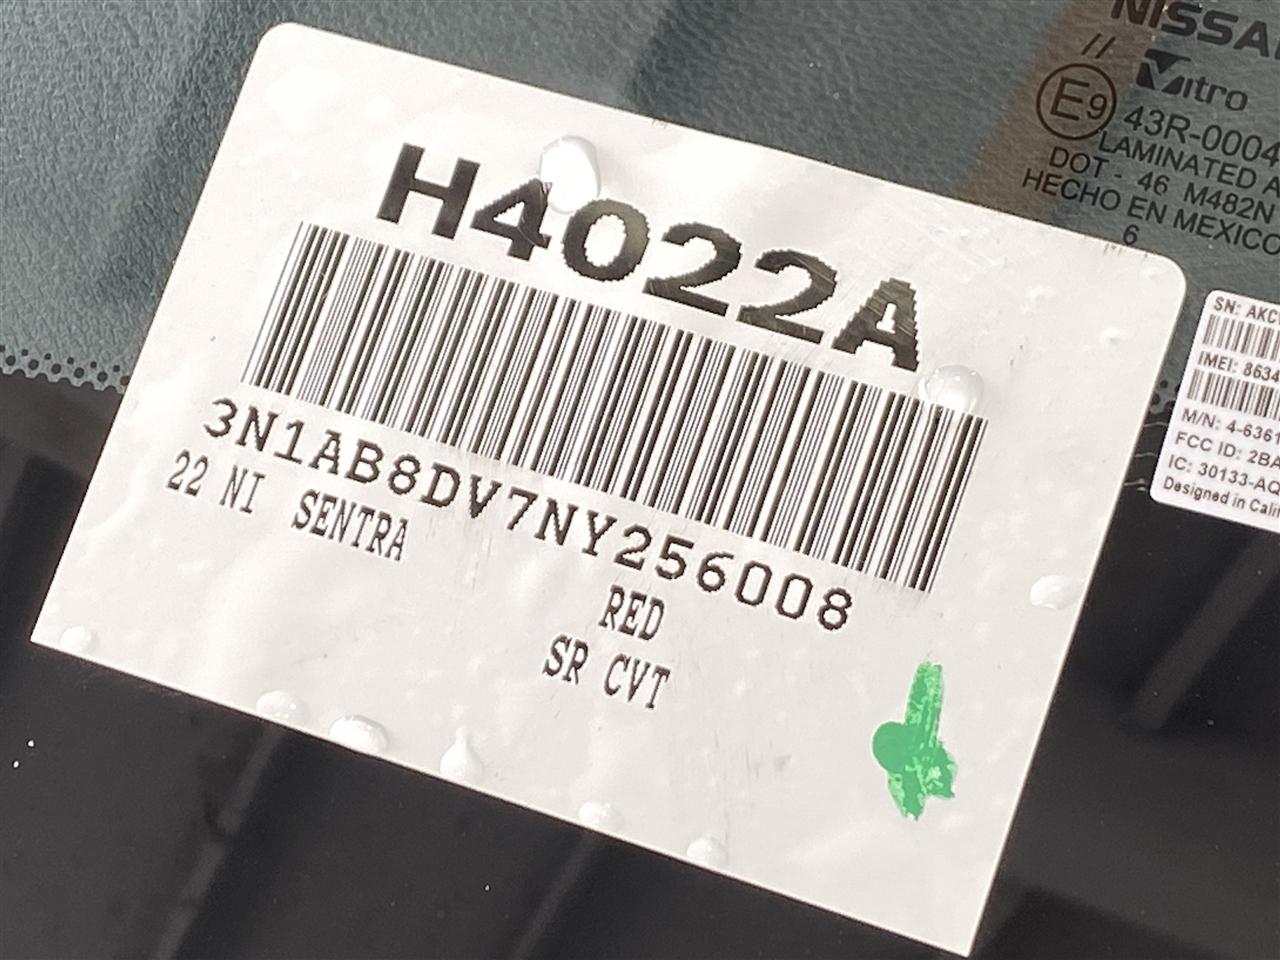 H4022A
3N1AB8DV7NY256008
22 NI SENTRA
RED
SR CVT
NISSA
//
Vitro
E9 43R-0004
LAMINATED A
DOT - 46 M482N
HECHO EN MEXICO
6
SN: AKC
IMEI: 8634
M/N: 4-6361
FCC ID: 2BA
IC: 30133-AQ
Designed in Calif